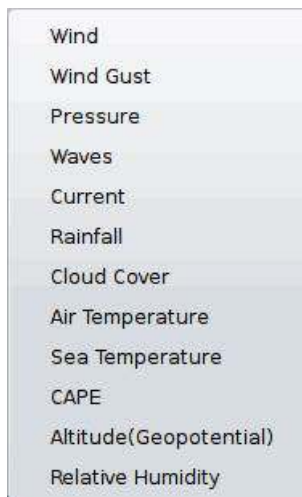 Wind
Wind Gust
Pressure
Waves
Current
Rainfall
Cloud Cover
Air Temperature
Sea Temperature
CAPE
Altitude(Geopotential)
Relative Humidity